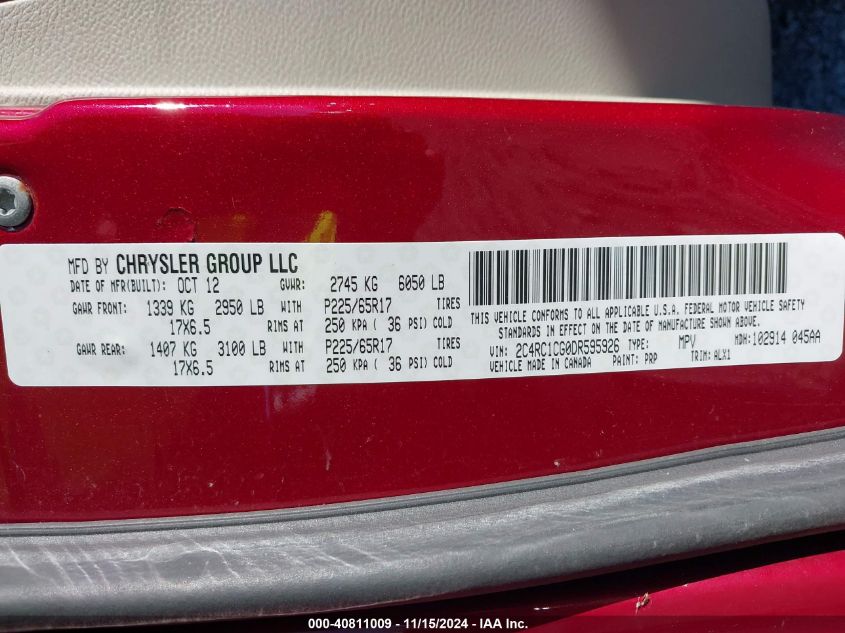 MFD BY CHRYSLER GROUP LLC
DATE OF MFR(BUILT): OCT 12 GVWR: 2745 KG 6050 LB
GAWR FRONT: 1339 KG 2950 LB WITH P225/65R17 TIRES
17X6.5 RIMS AT 250 KPA ( 36 PSI) COLD
GAWR REAR: 1407 KG 3100 LB WITH P225/65R17 TIRES
17X6.5 RIMS AT 250 KPA ( 36 PSI) COLD
THIS VEHICLE CONFORMS TO ALL APPLICABLE U.S.A. FEDERAL MOTOR VEHICLE SAFETY
STANDARDS IN EFFECT ON THE DATE OF MANUFACTURE SHOWN ABOVE.
VIN: 2C4RC1CG0DR595926 TYPE: MPV MDH:102914 045AA
VEHICLE MADE IN CANADA PAINT: PRP TRIM: ALX1
000-40811009 - 11/15/2024 - IAA Inc.